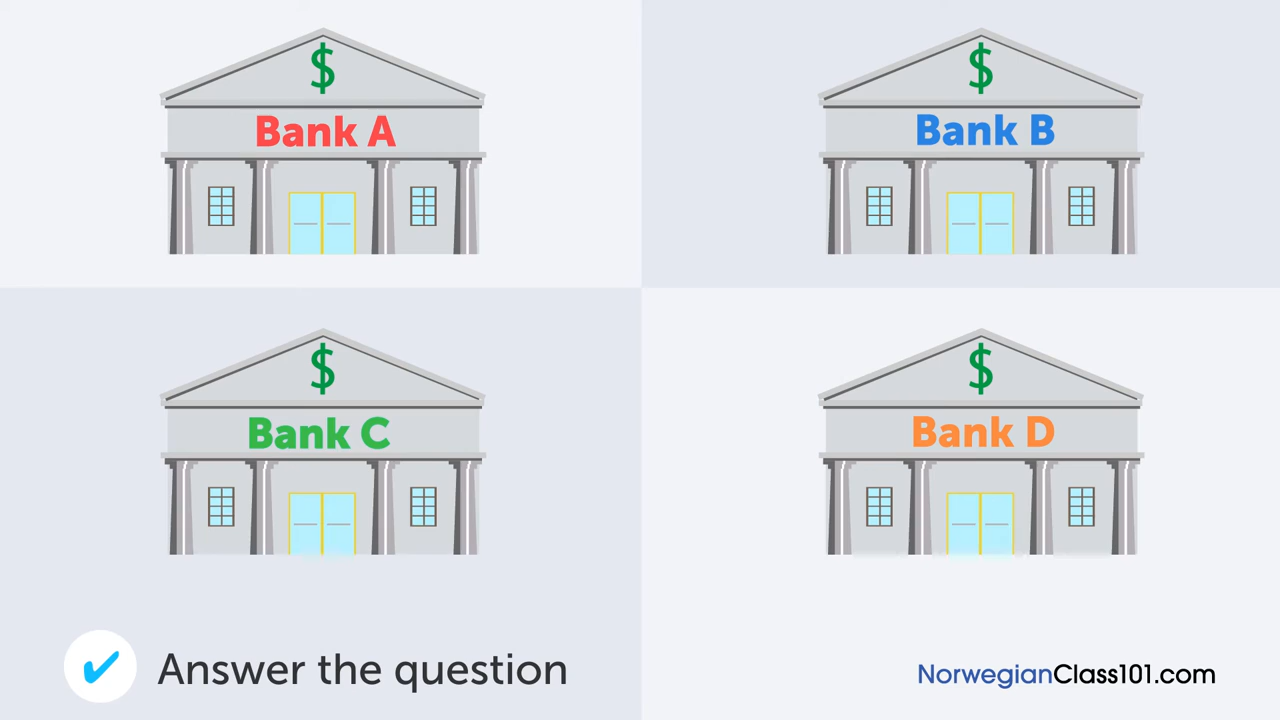 $
Bank A
$
Bank B
$
Bank C
$
Bank D
✔ Answer the question
NorwegianClass101.com